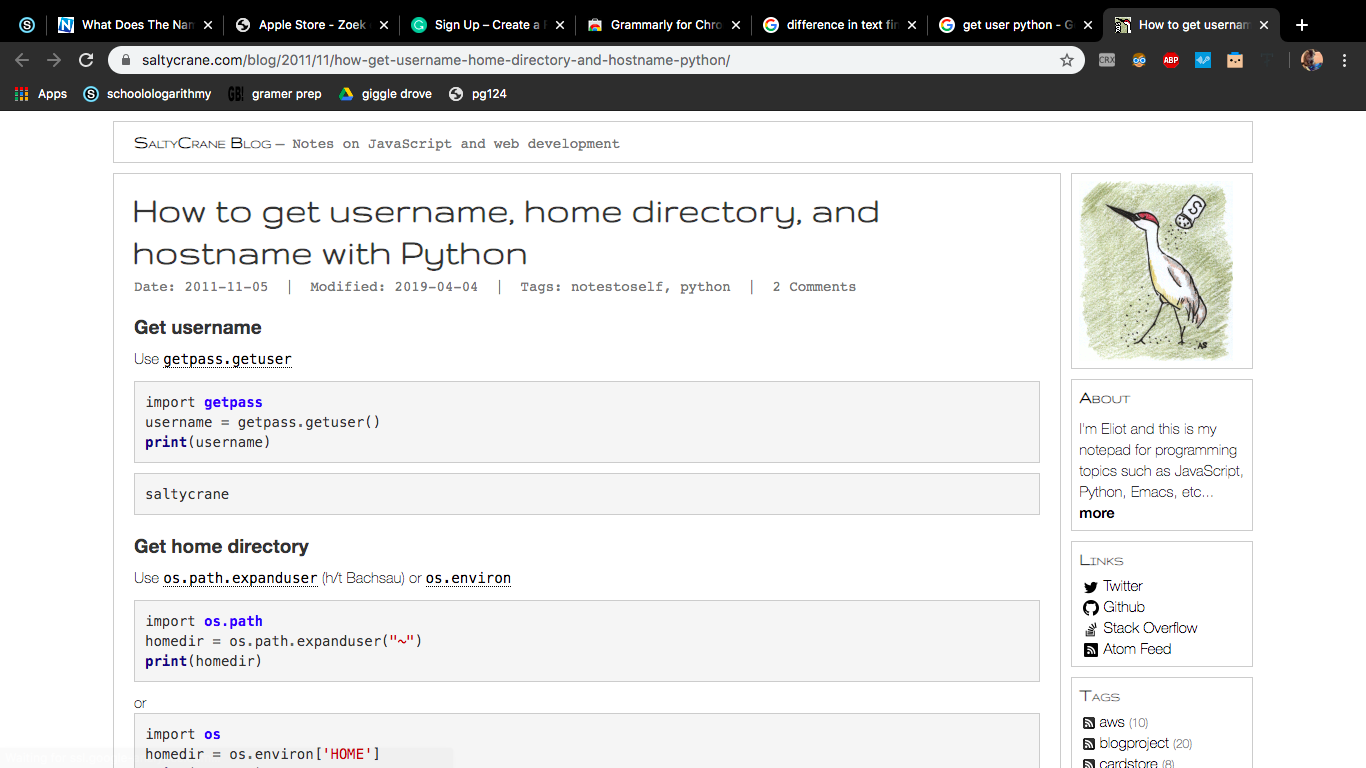 What Does The Nam
Apple Store - Zoek
Sign Up – Create a F
Grammarly for Chro
difference in text fin
get user python - G
How to get usernam
saltycrane.com/blog/2011/11/how-get-username-home-directory-and-hostname-python/
CRX
ABP
Apps
schoolologarithmy
GB!
gramer prep
giggle drove
pg124
SaltyCrane Blog — Notes on JavaScript and web development
How to get username, home directory, and
hostname with Python
Date: 2011-11-05 | Modified: 2019-04-04 | Tags: notestoself, python | 2 Comments
Get username
Use getpass.getuser
import getpass
username = getpass.getuser()
print(username)
saltycrane
Get home directory
Use os.path.expanduser (h/t Bachsau) or os.environ
import os.path
homedir = os.path.expanduser("~")
print(homedir)
or
import os
homedir = os.environ['HOME']
S
AS
About
I'm Eliot and this is my
notepad for programming
topics such as JavaScript,
Python, Emacs, etc...
more
Links
Twitter
Github
Stack Overflow
Atom Feed
Tags
aws (10)
blogproject (20)
cardstore (8)